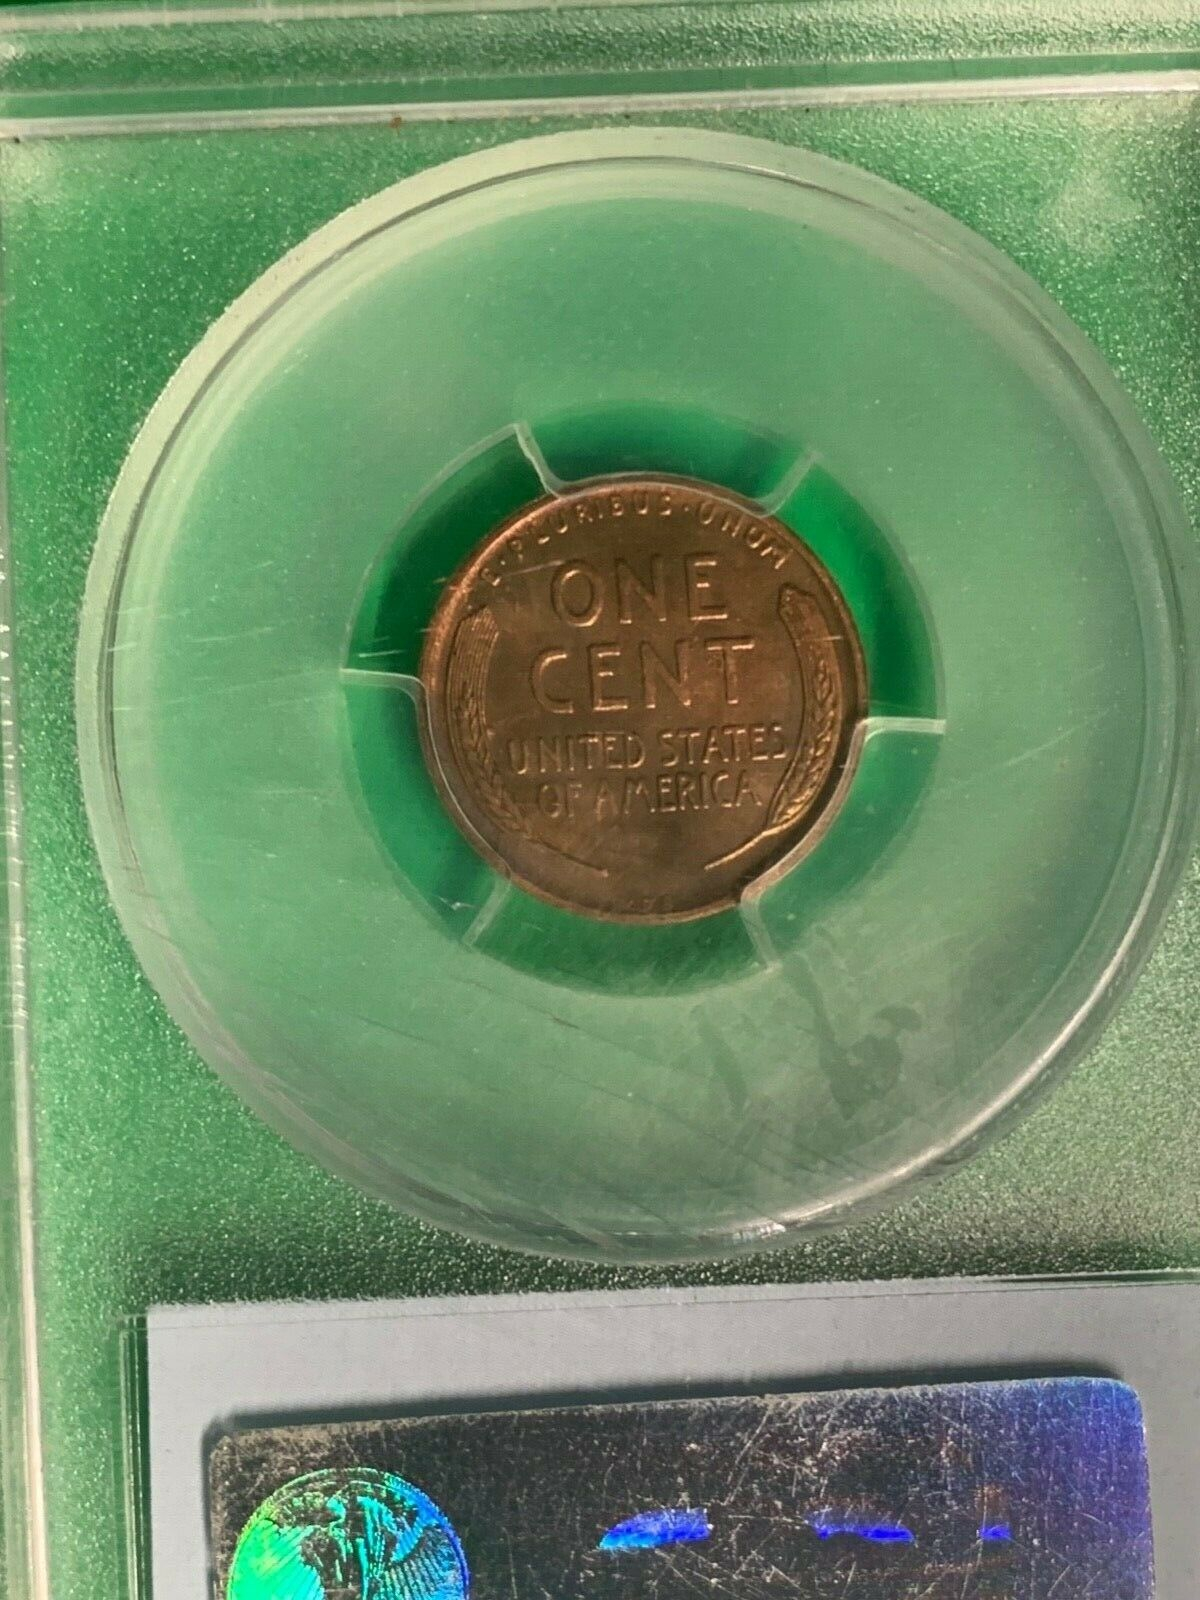 E·PLURIBUS·UNUM
ONE
CENT
UNITED STATES
OF AMERICA